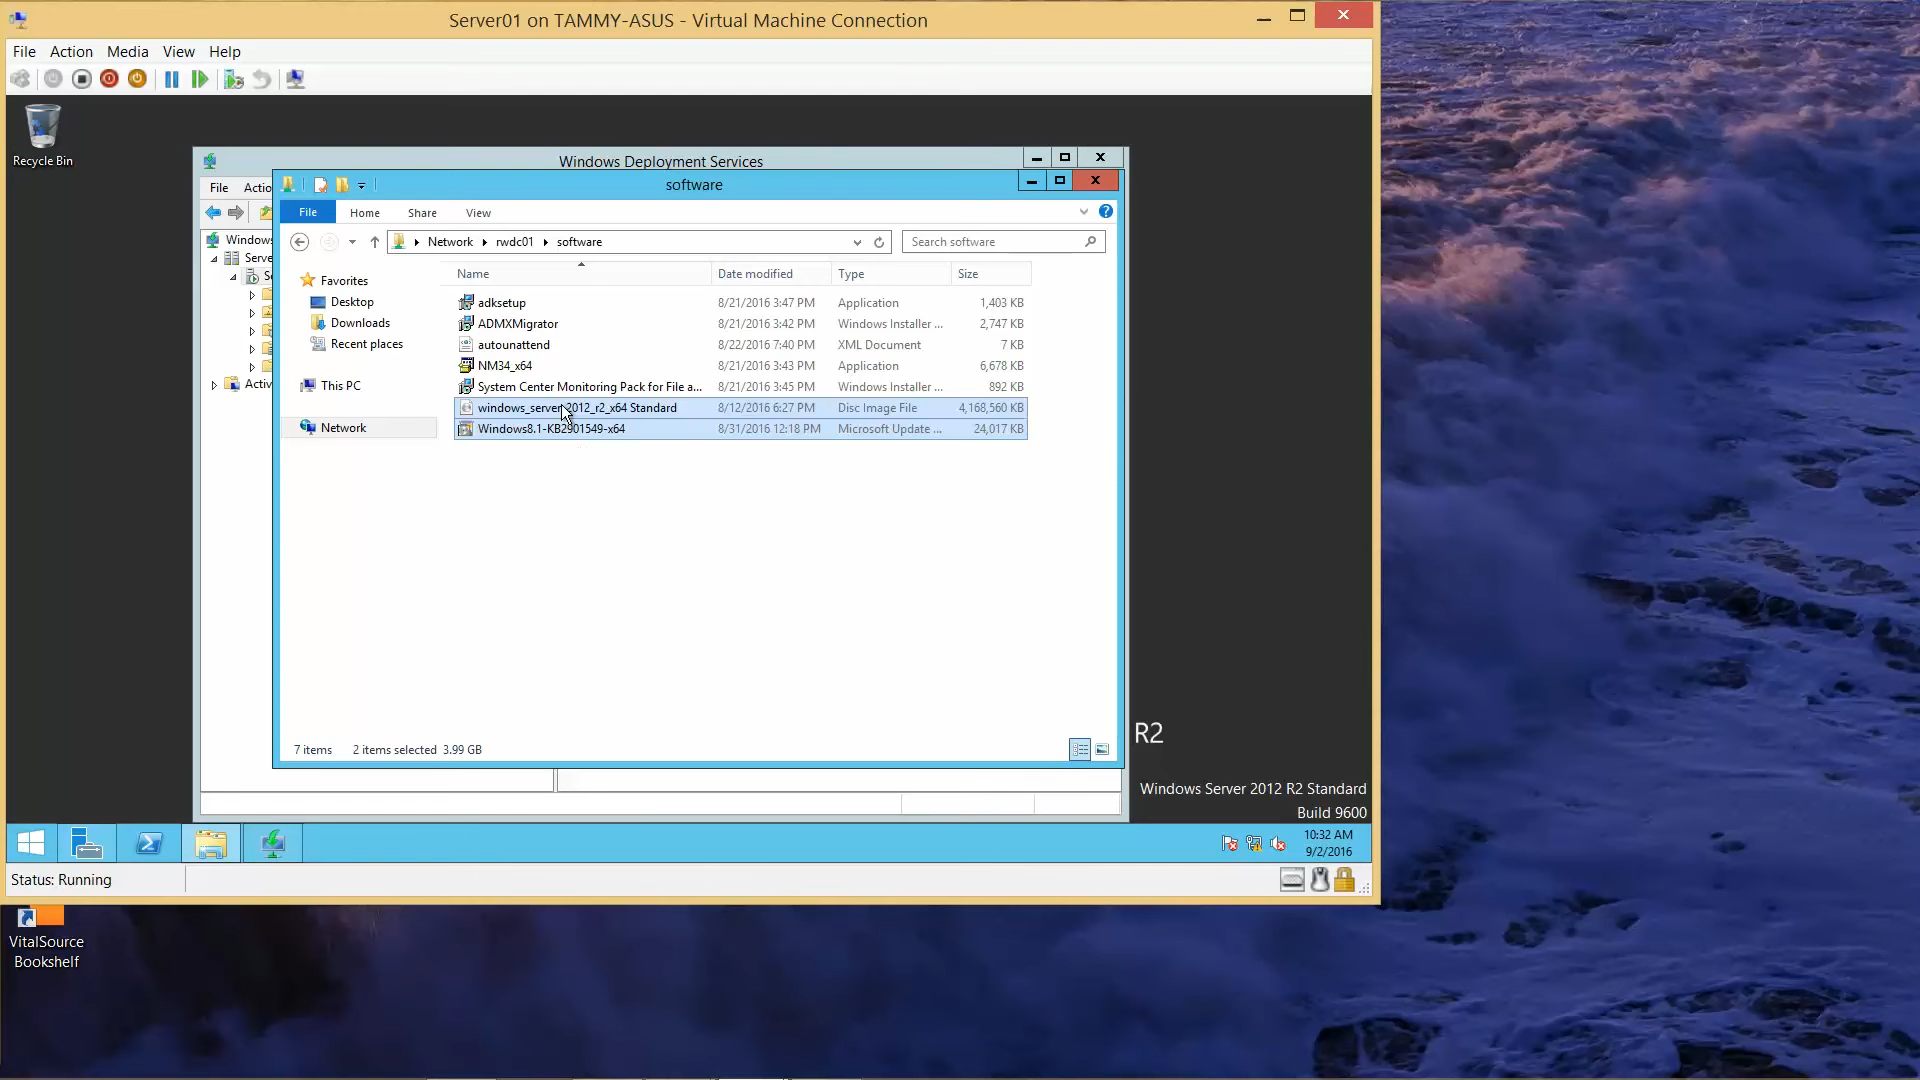 Server01 on TAMMY-ASUS - Virtual Machine Connection
File Action Media View Help
Recycle Bin
Windows Deployment Services
File Actio
software
File Home Share View
Network rwdc01 software
Search software
Windows
Serve
S
Activ
Favorites
Desktop
Downloads
Recent places
This PC
Network
Name Date modified Type Size
adksetup 8/21/2016 3:47 PM Application 1,403 KB
ADMXMigrator 8/21/2016 3:42 PM Windows Installer ... 2,747 KB
autounattend 8/22/2016 7:40 PM XML Document 7 KB
NM34_x64 8/21/2016 3:43 PM Application 6,678 KB
System Center Monitoring Pack for File a... 8/21/2016 3:45 PM Windows Installer ... 892 KB
windows_server_2012_r2_x64 Standard 8/12/2016 6:27 PM Disc Image File 4,168,560 KB
Windows8.1-KB2901549-x64 8/31/2016 12:18 PM Microsoft Update ... 24,017 KB
7 items 2 items selected 3.99 GB
R2
Windows Server 2012 R2 Standard
Build 9600
10:32 AM
9/2/2016
Status: Running
VitalSource
Bookshelf